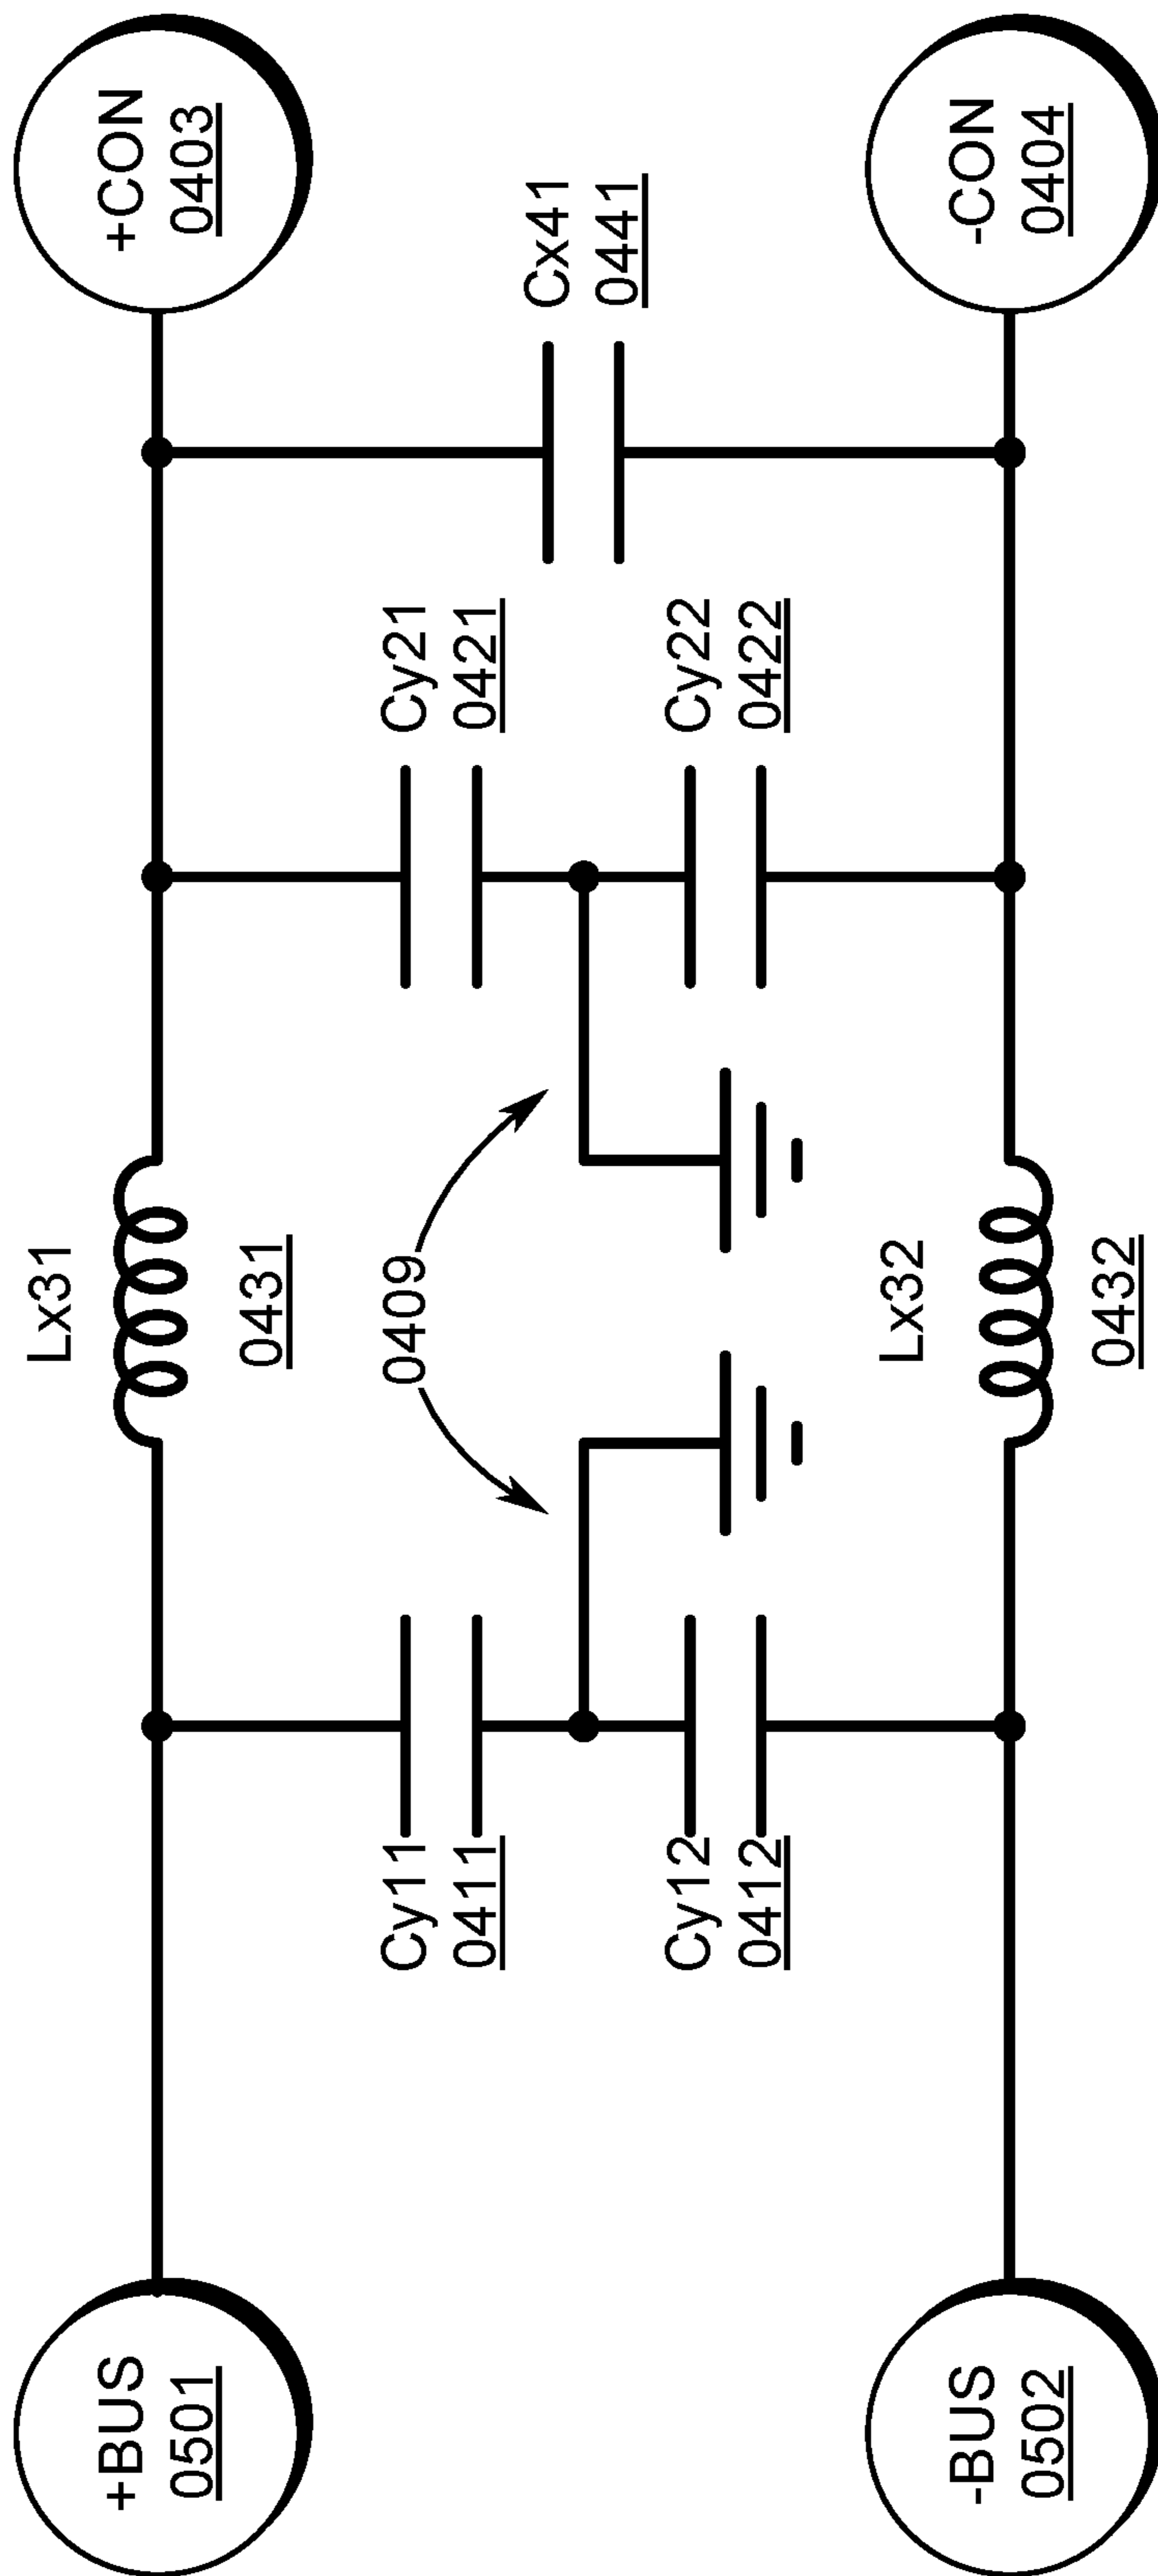 Lx31
0431
+BUS
0501
+CON
0403
Cy11
0411
Cy21
0421
0409
Cx41
0441
Cy12
0412
Cy22
0422
Lx32
0432
-BUS
0502
-CON
0404